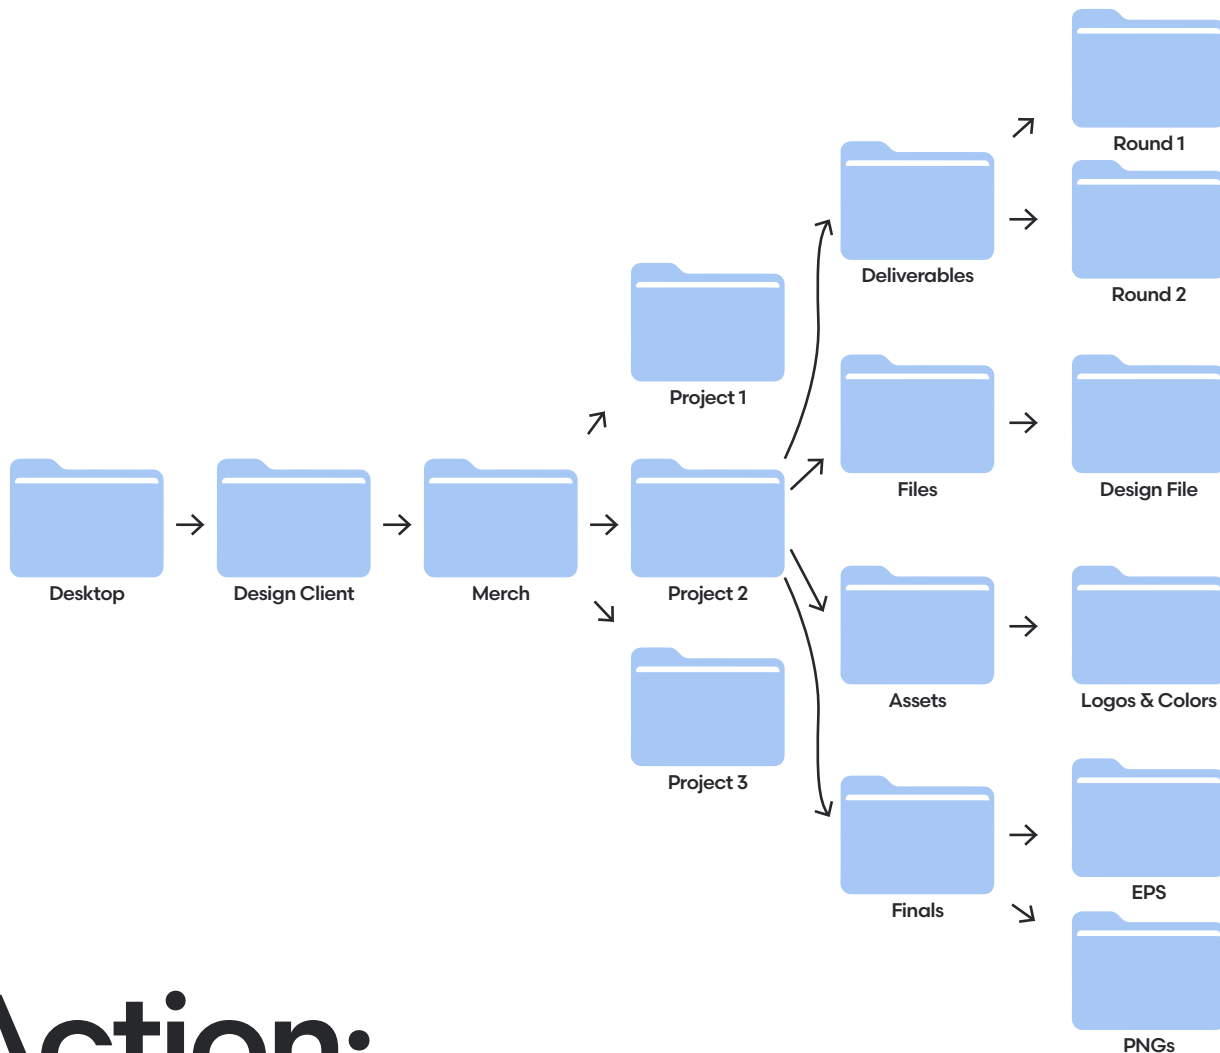 Round 1
Round 2
Deliverables
Project 1
Files
Design File
Desktop
Design Client
Merch
Project 2
Assets
Logos & Colors
Project 3
Finals
EPS
PNGs
Action: